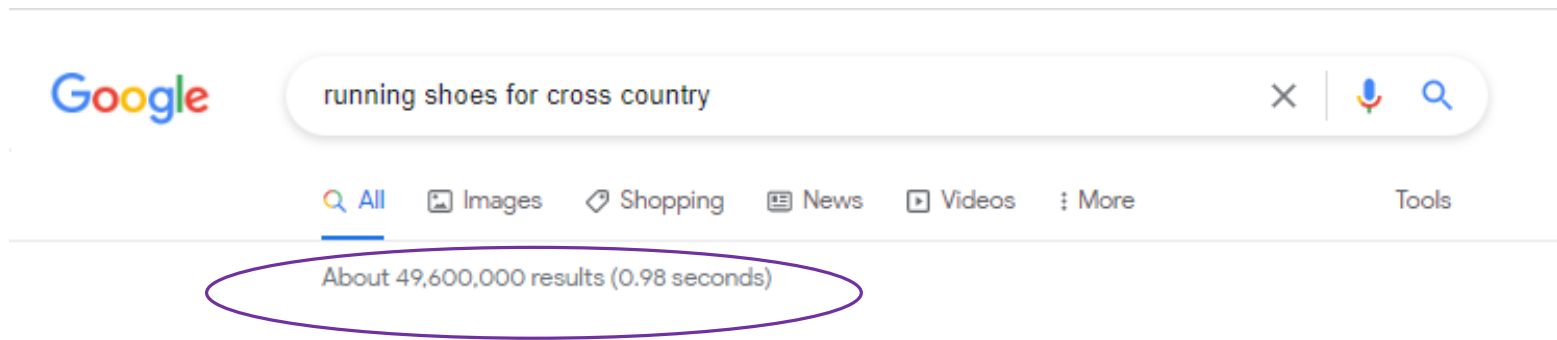 Google running shoes for cross country
All Images Shopping News Videos More Tools
About 49,600,000 results (0.98 seconds)